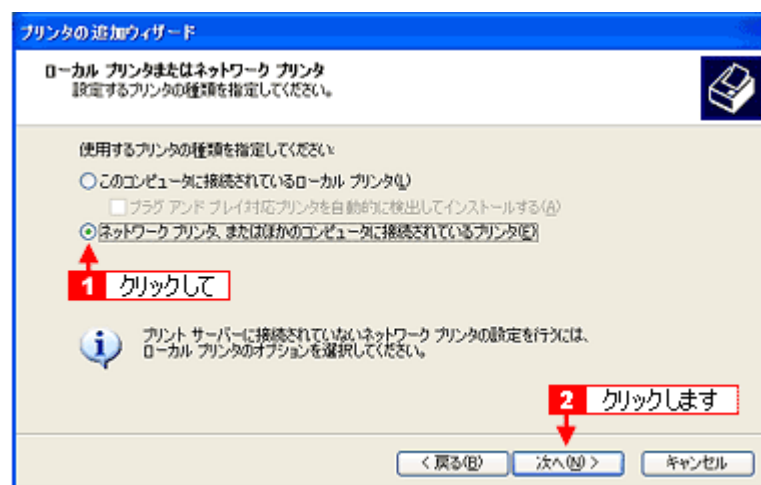 プリンタの追加ウィザード
ローカル プリンタまたはネットワーク プリンタ
設定するプリンタの種類を指定してください。
使用するプリンタの種類を指定してください:
このコンピュータに接続されているローカル プリンタ(L)
プラグ アンド プレイ対応プリンタを自動的に検出してインストールする(A)
ネットワーク プリンタ、またはほかのコンピュータに接続されているプリンタ(E)
1 クリックして
プリント サーバーに接続されていないネットワーク プリンタの設定を行うには、
ローカル プリンタのオプションを選択してください。
2 クリックします
< 戻る(B) 次へ(N) > キャンセル